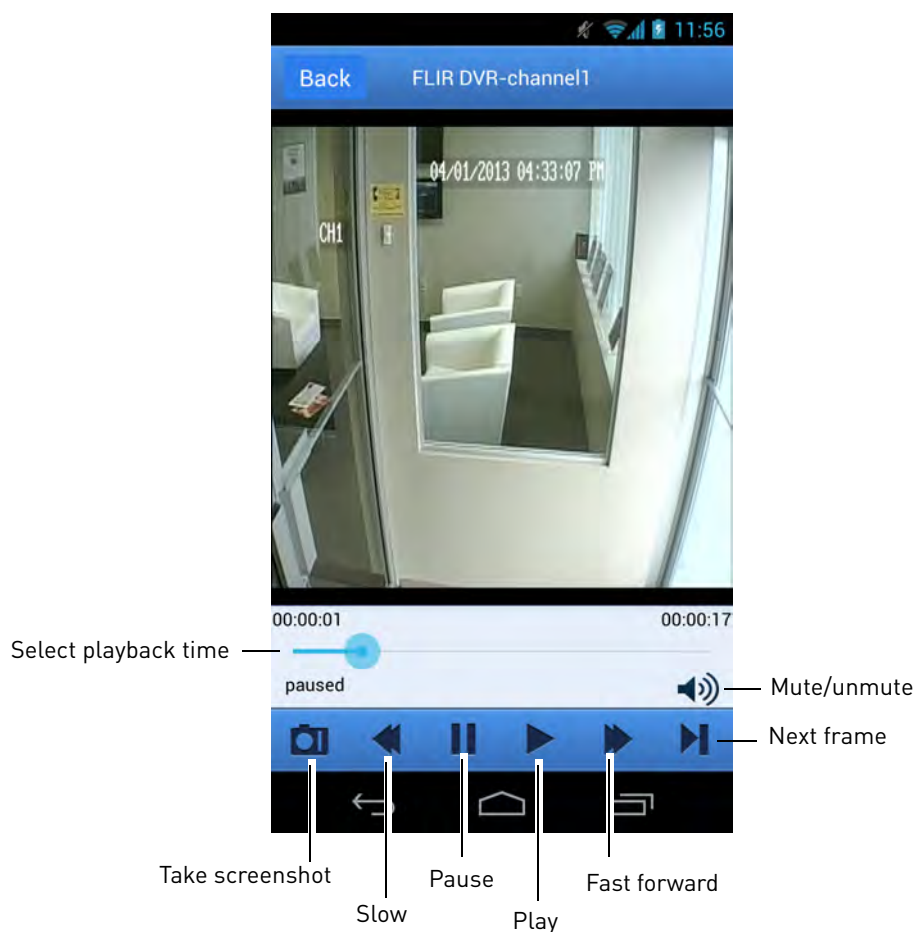 11:56
Back
FLIR DVR-channel1
04/01/2013 04:33:07 PM
CH1
00:00:01
00:00:17
Select playback time
paused
Mute/unmute
Next frame
Take screenshot
Pause
Fast forward
Slow
Play